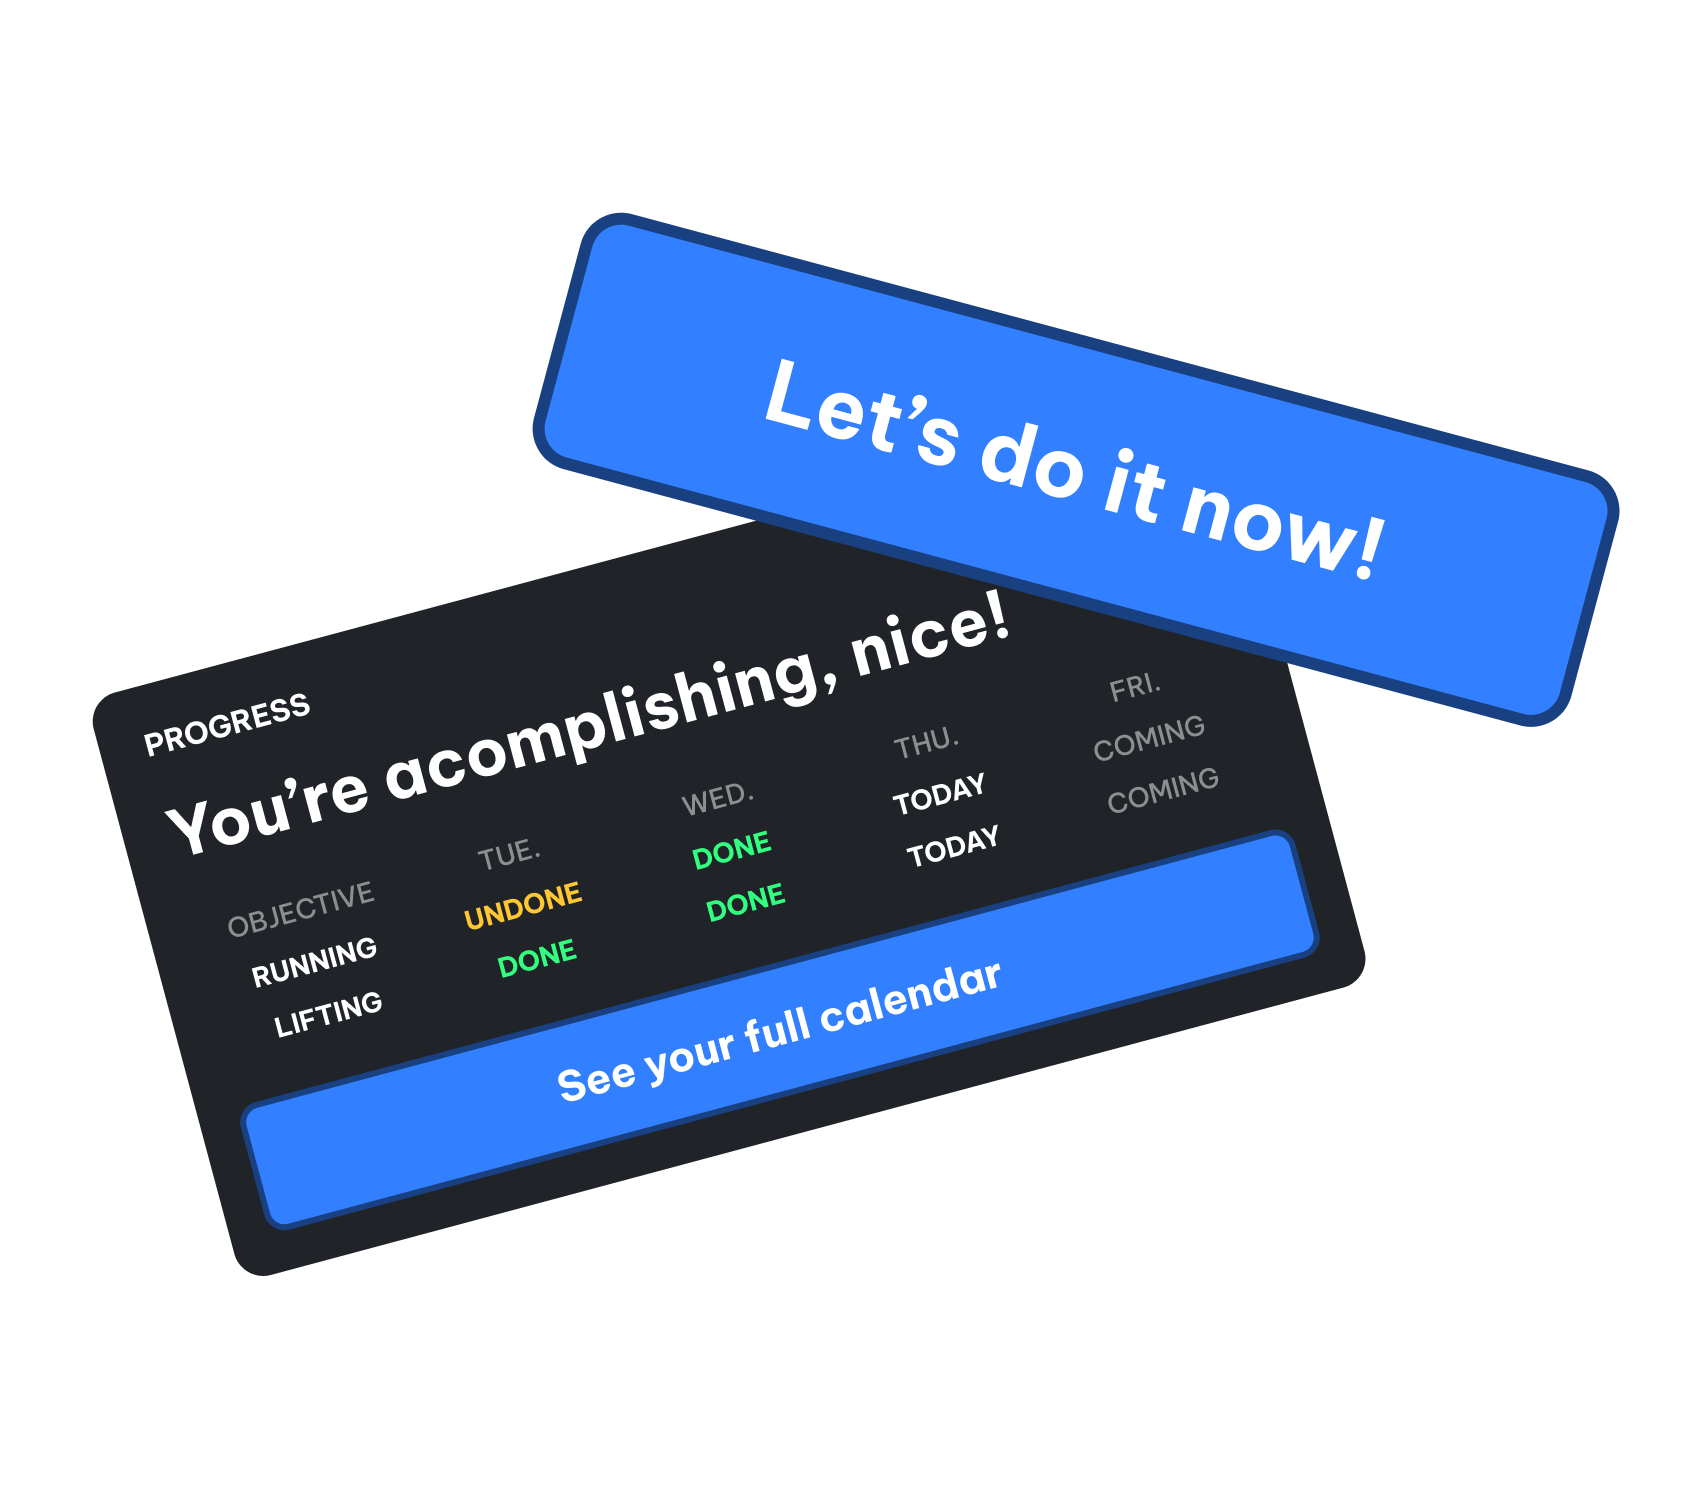 Let’s do it now!
PROGRESS
You’re acomplishing, nice!
OBJECTIVE TUE. WED. THU. FRI.
RUNNING UNDONE DONE TODAY COMING
LIFTING DONE DONE TODAY COMING
See your full calendar